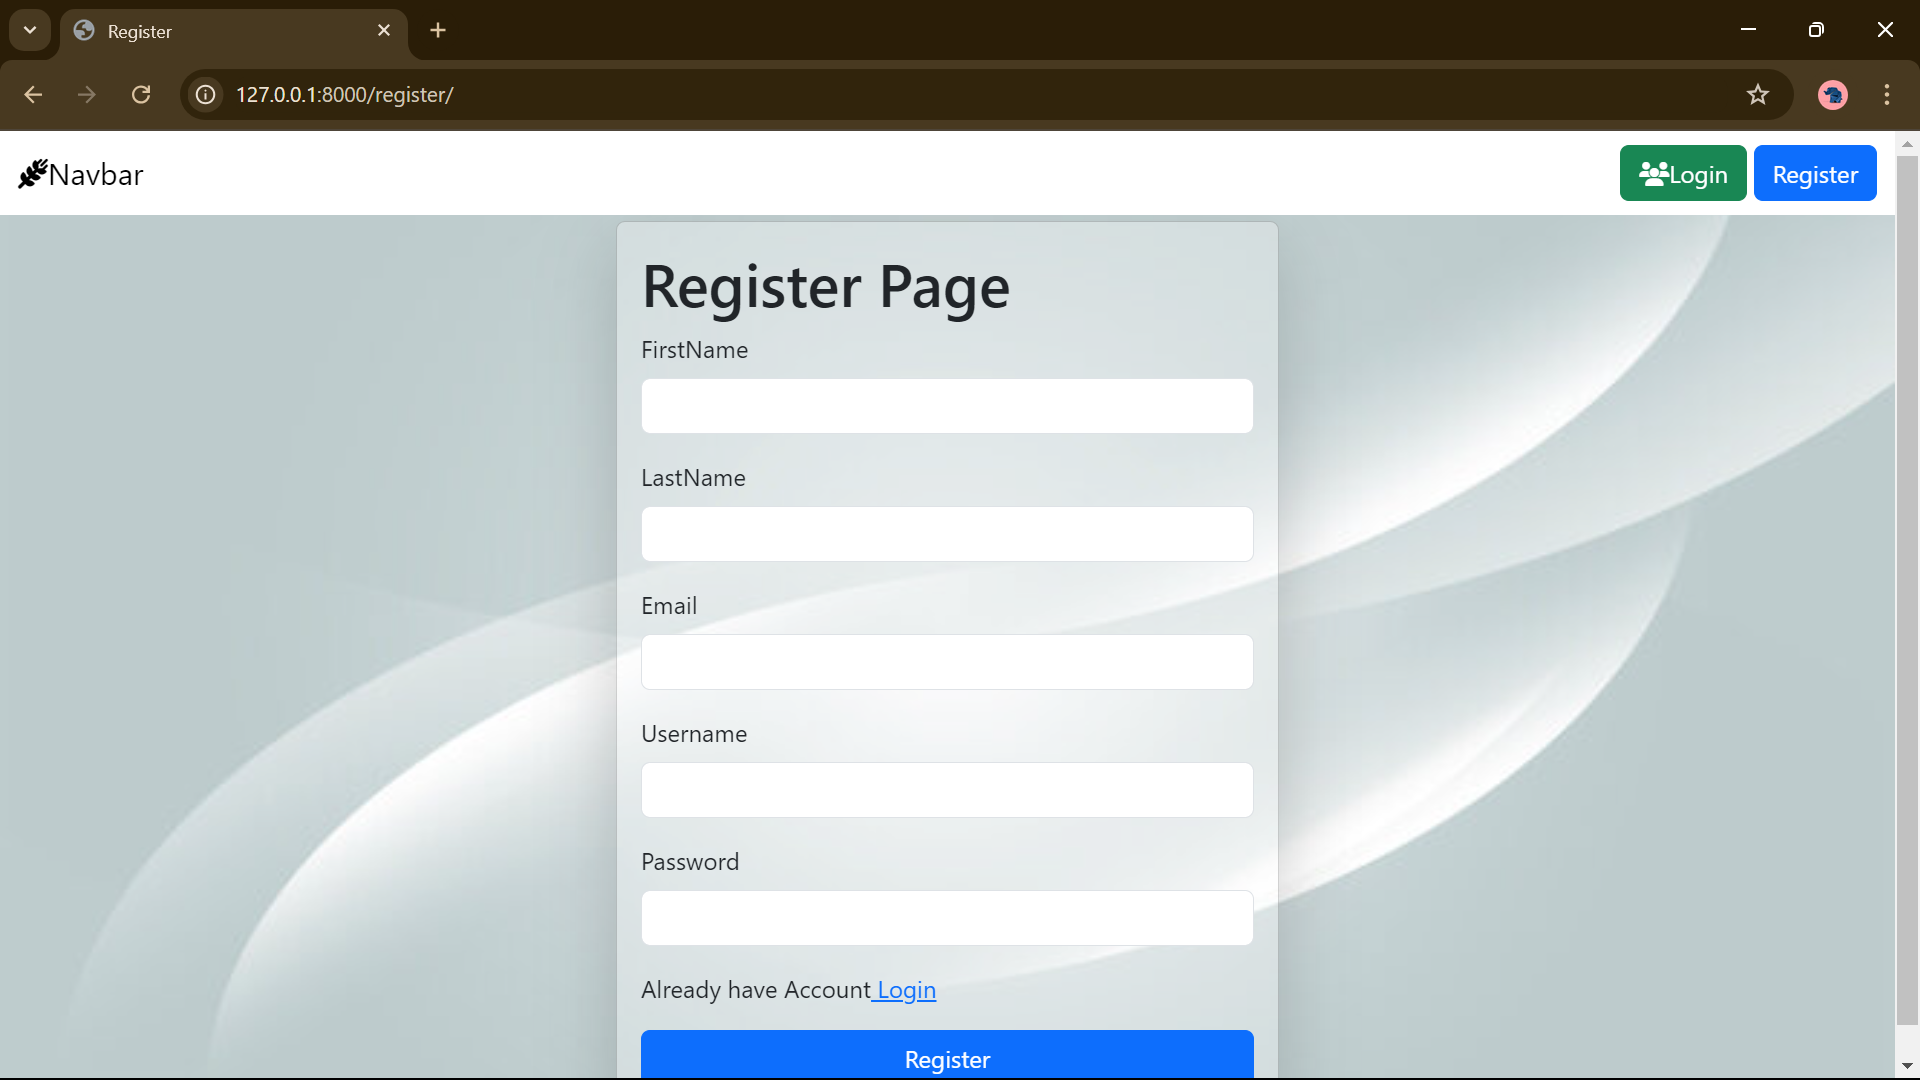 Register
127.0.0.1:8000/register/
Navbar
Login
Register
Register Page
FirstName
LastName
Email
Username
Password
Already have Account Login
Register